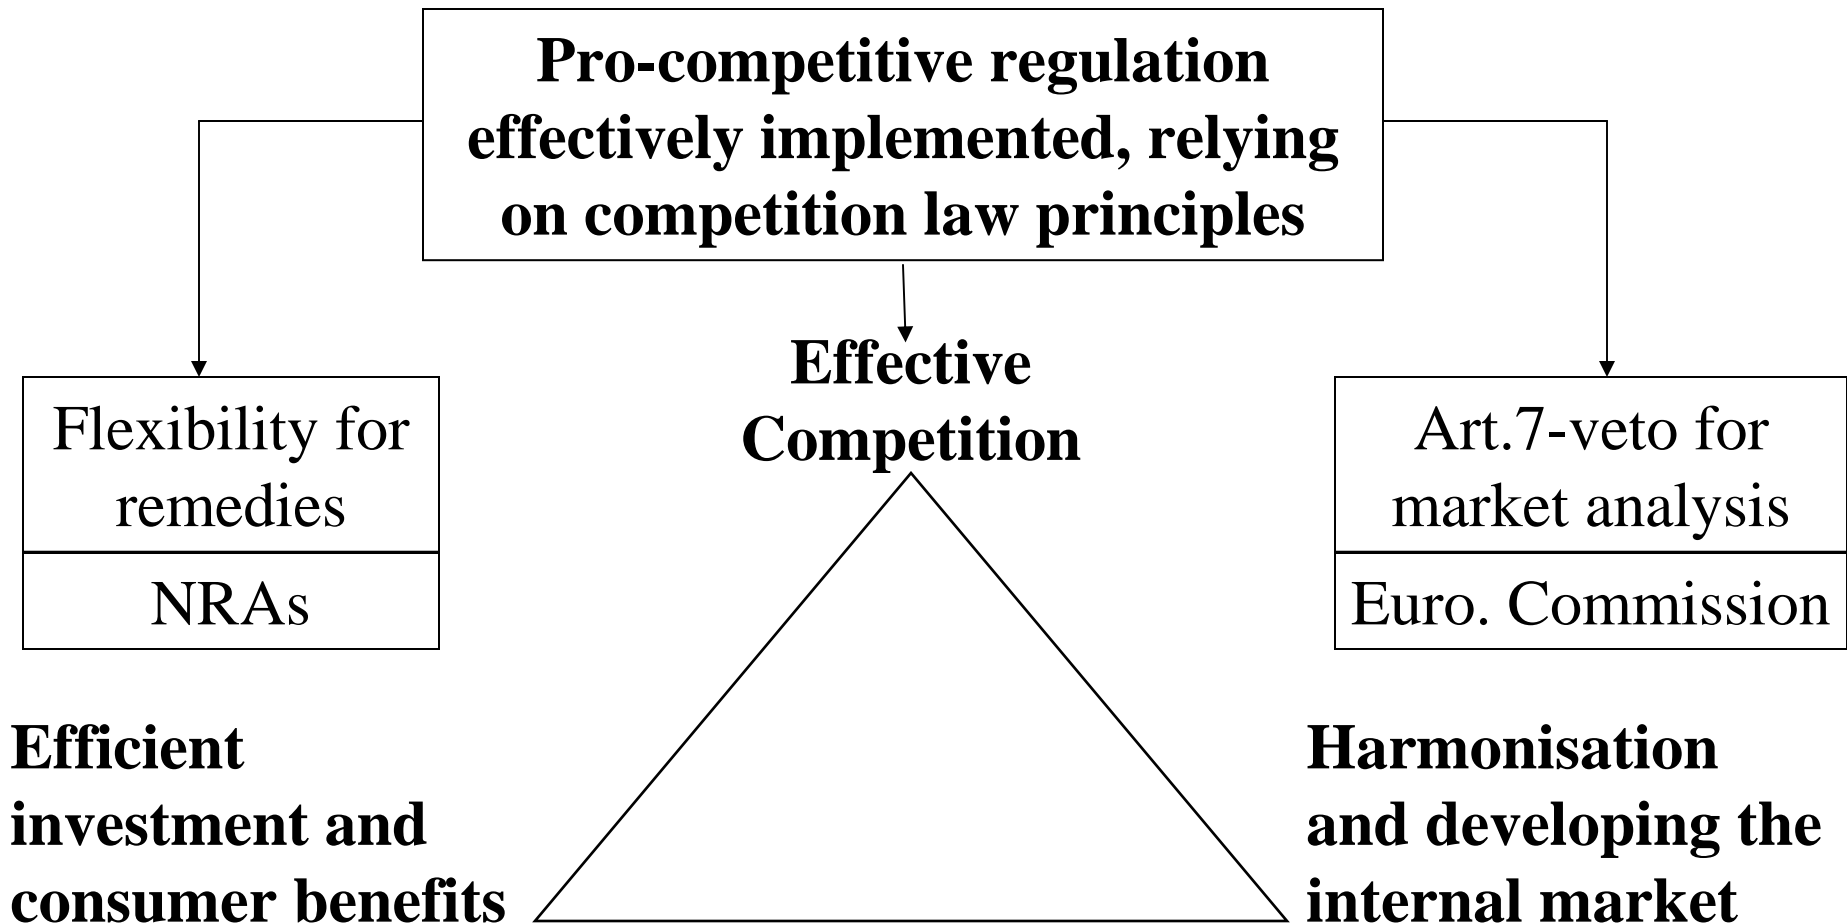 Pro-competitive regulation
effectively implemented, relying
on competition law principles
Effective
Competition
Flexibility for
remedies
NRAs
Art.7-veto for
market analysis
Euro. Commission
Efficient
investment and
consumer benefits
Harmonisation
and developing the
internal market